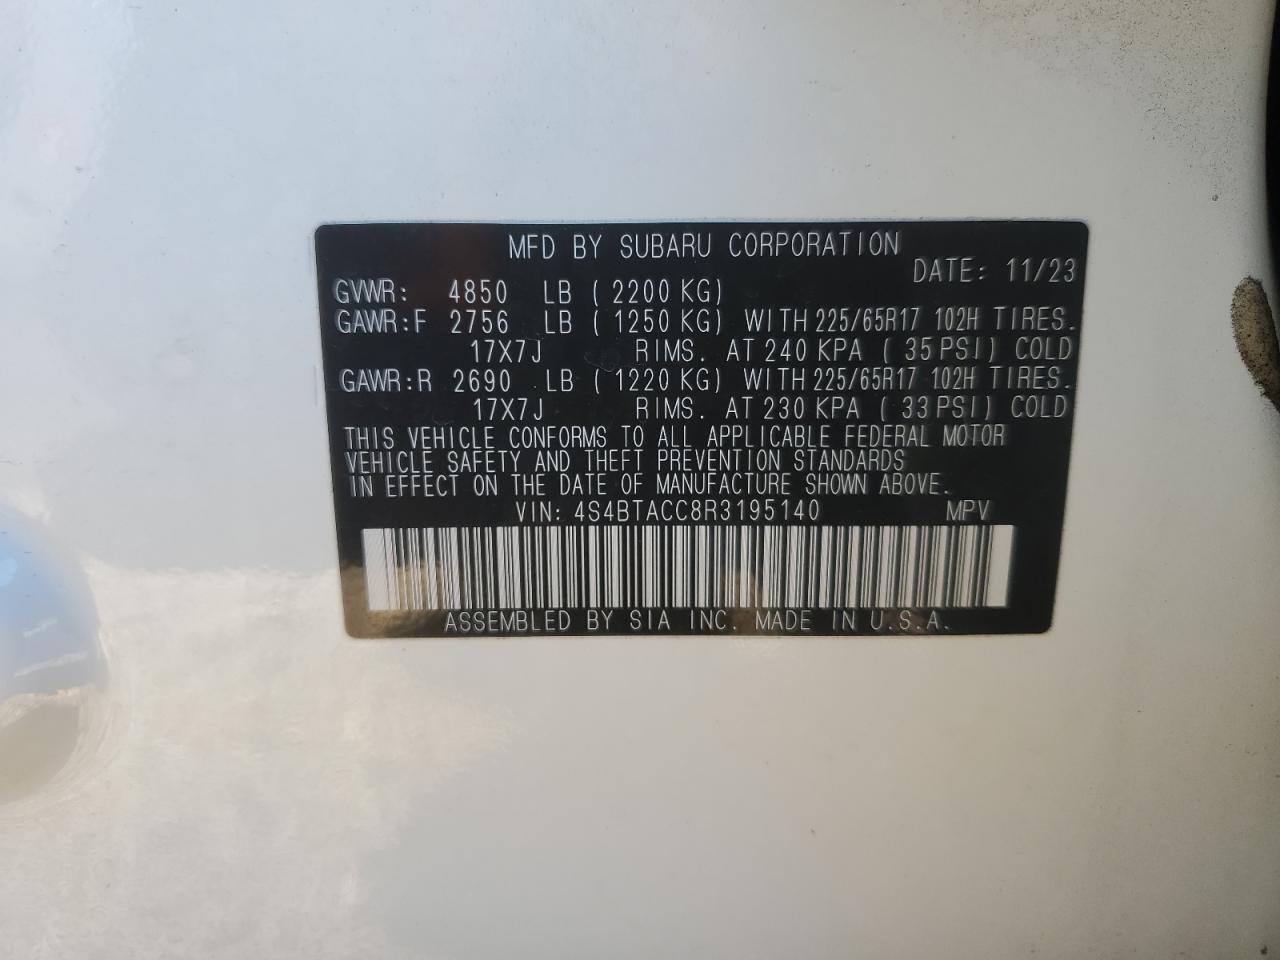 MFD BY SUBARU CORPORATION
DATE: 11/23
GVWR: 4850 LB (2200 KG)
GAWR:F 2756 LB (1250 KG) WITH 225/65R17 102H TIRES.
17X7J RIMS. AT 240 KPA (35 PSI) COLD
GAWR:R 2690 LB (1220 KG) WITH 225/65R17 102H TIRES.
17X7J RIMS. AT 230 KPA (33 PSI) COLD
THIS VEHICLE CONFORMS TO ALL APPLICABLE FEDERAL MOTOR
VEHICLE SAFETY AND THEFT PREVENTION STANDARDS
IN EFFECT ON THE DATE OF MANUFACTURE SHOWN ABOVE.
VIN: 4S4BTACC8R3195140 MPV
ASSEMBLED BY SIA INC. MADE IN U.S.A.